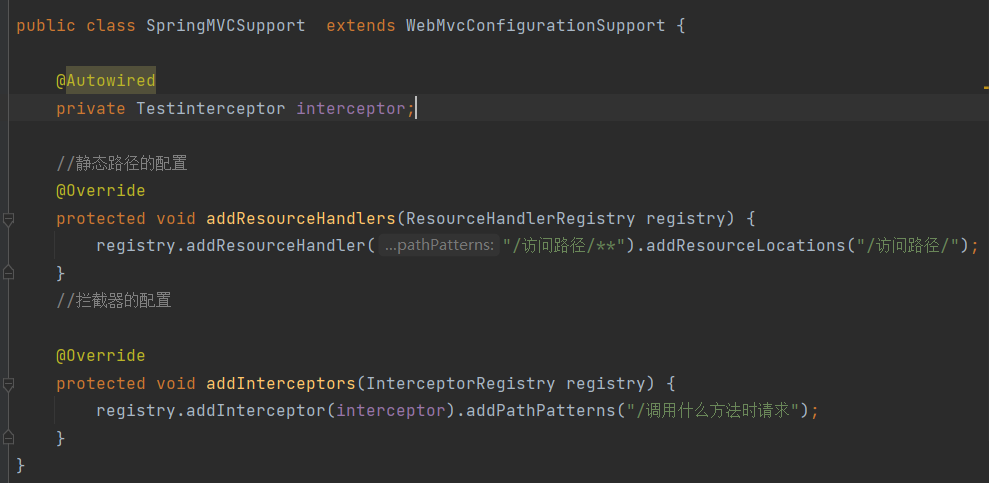 public class SpringMVCSupport  extends WebMvcConfigurationSupport {
@Autowired
private Testinterceptor interceptor;
//静态路径的配置
@Override
protected void addResourceHandlers(ResourceHandlerRegistry registry) {
registry.addResourceHandler( ...pathPatterns: "/访问路径/**").addResourceLocations("/访问路径/");
}
//拦截器的配置
@Override
protected void addInterceptors(InterceptorRegistry registry) {
registry.addInterceptor(interceptor).addPathPatterns("/调用什么方法时请求");
}
}